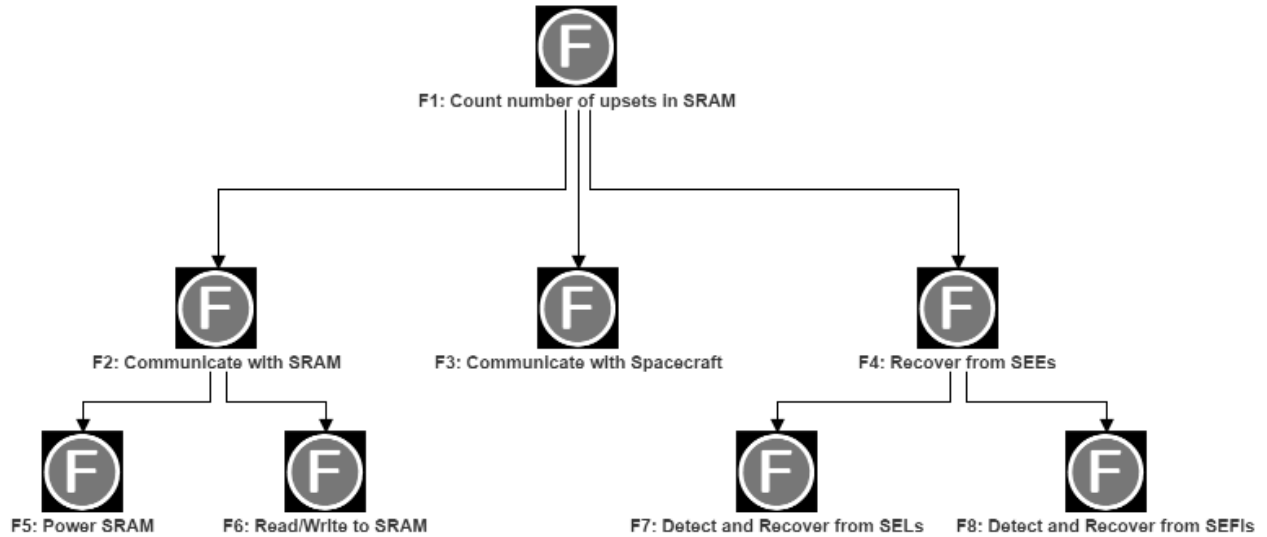 F
F1: Count number of upsets in SRAM
F F F
F2: Communicate with SRAM F3: Communicate with Spacecraft F4: Recover from SEEs
F F F F
F5: Power SRAM F6: Read/Write to SRAM F7: Detect and Recover from SELs F8: Detect and Recover from SEFIs